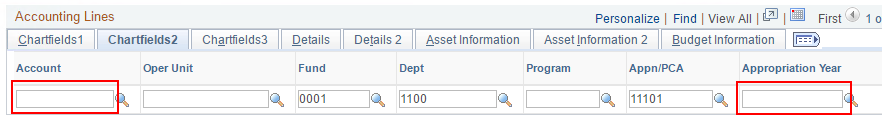 Accounting Lines
Personalize | Find | View All | First 1 o
Chartfields1 Chartfields2 Chartfields3 Details Details 2 Asset Information Asset Information 2 Budget Information
Account Oper Unit Fund Dept Program Appn/PCA Appropriation Year
0001 1100 11101